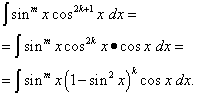 ∫ sin^m x cos^{2k+1} x dx =
= ∫ sin^m x cos^{2k} x • cos x dx =
= ∫ sin^m x (1 − sin^2 x)^k cos x dx.